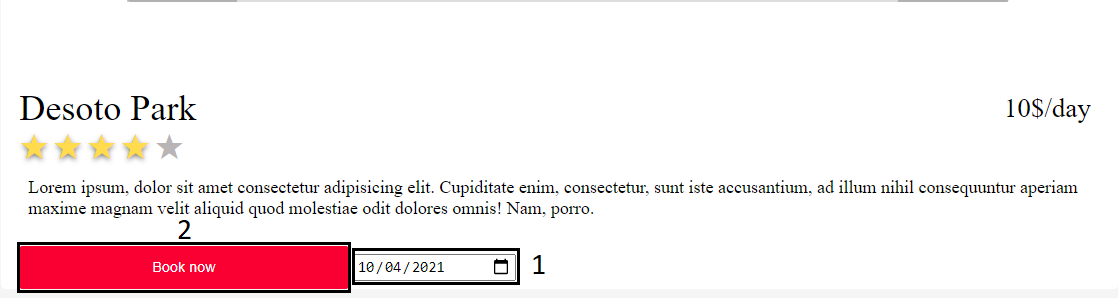 Desoto Park
10$/day
Lorem ipsum, dolor sit amet consectetur adipisicing elit. Cupiditate enim, consectetur, sunt iste accusantium, ad illum nihil consequuntur aperiam
maxime magnam velit aliquid quod molestiae odit dolores omnis! Nam, porro.
2
Book now
10/04/2021
1